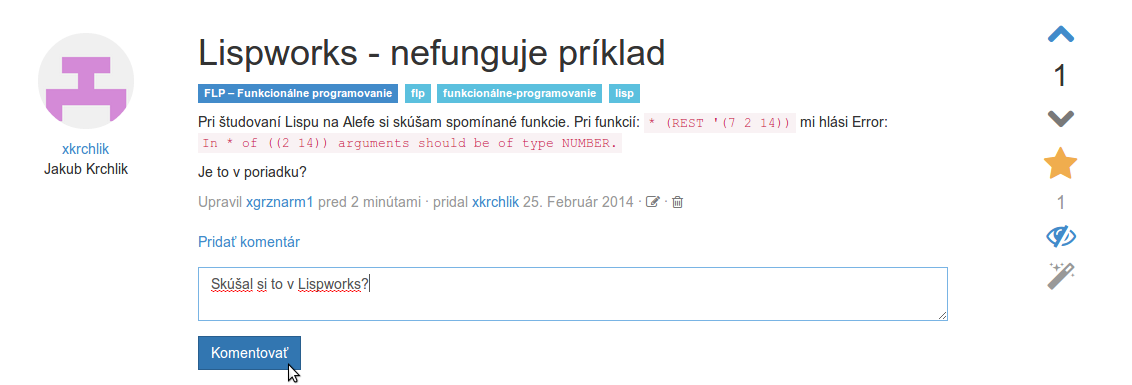 Lispworks - nefunguje príklad
FLP – Funkcionálne programovanie flp funkcionálne-programovanie lisp
Pri študovaní Lispu na Alefe si skúšam spomínané funkcie. Pri funkcií: * (REST '(7 2 14)) mi hlási Error:
In * of ((2 14)) arguments should be of type NUMBER.
Je to v poriadku?
Upravil xgrznarm1 pred 2 minútami · pridal xkrchlik 25. Február 2014 · ·
Pridať komentár
Skúšal si to v Lispworks?
Komentovať
xkrchlik
Jakub Krchlik
1
1